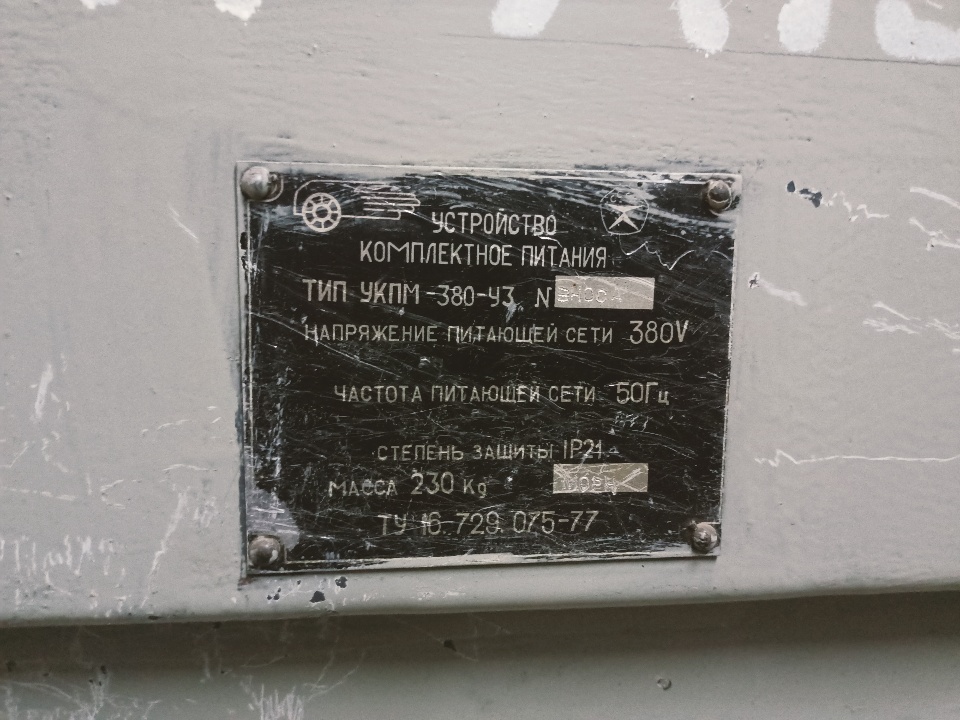 УСТРОЙСТВО
КОМПЛЕКТНОЕ ПИТАНИЯ
ТИП УКПМ-380-У3 N
НАПРЯЖЕНИЕ ПИТАЮЩЕЙ СЕТИ 380V
ЧАСТОТА ПИТАЮЩЕЙ СЕТИ 50Гц
СТЕПЕНЬ ЗАЩИТЫ IP21
МАССА 230 Kg
ТУ 16.729.075-77